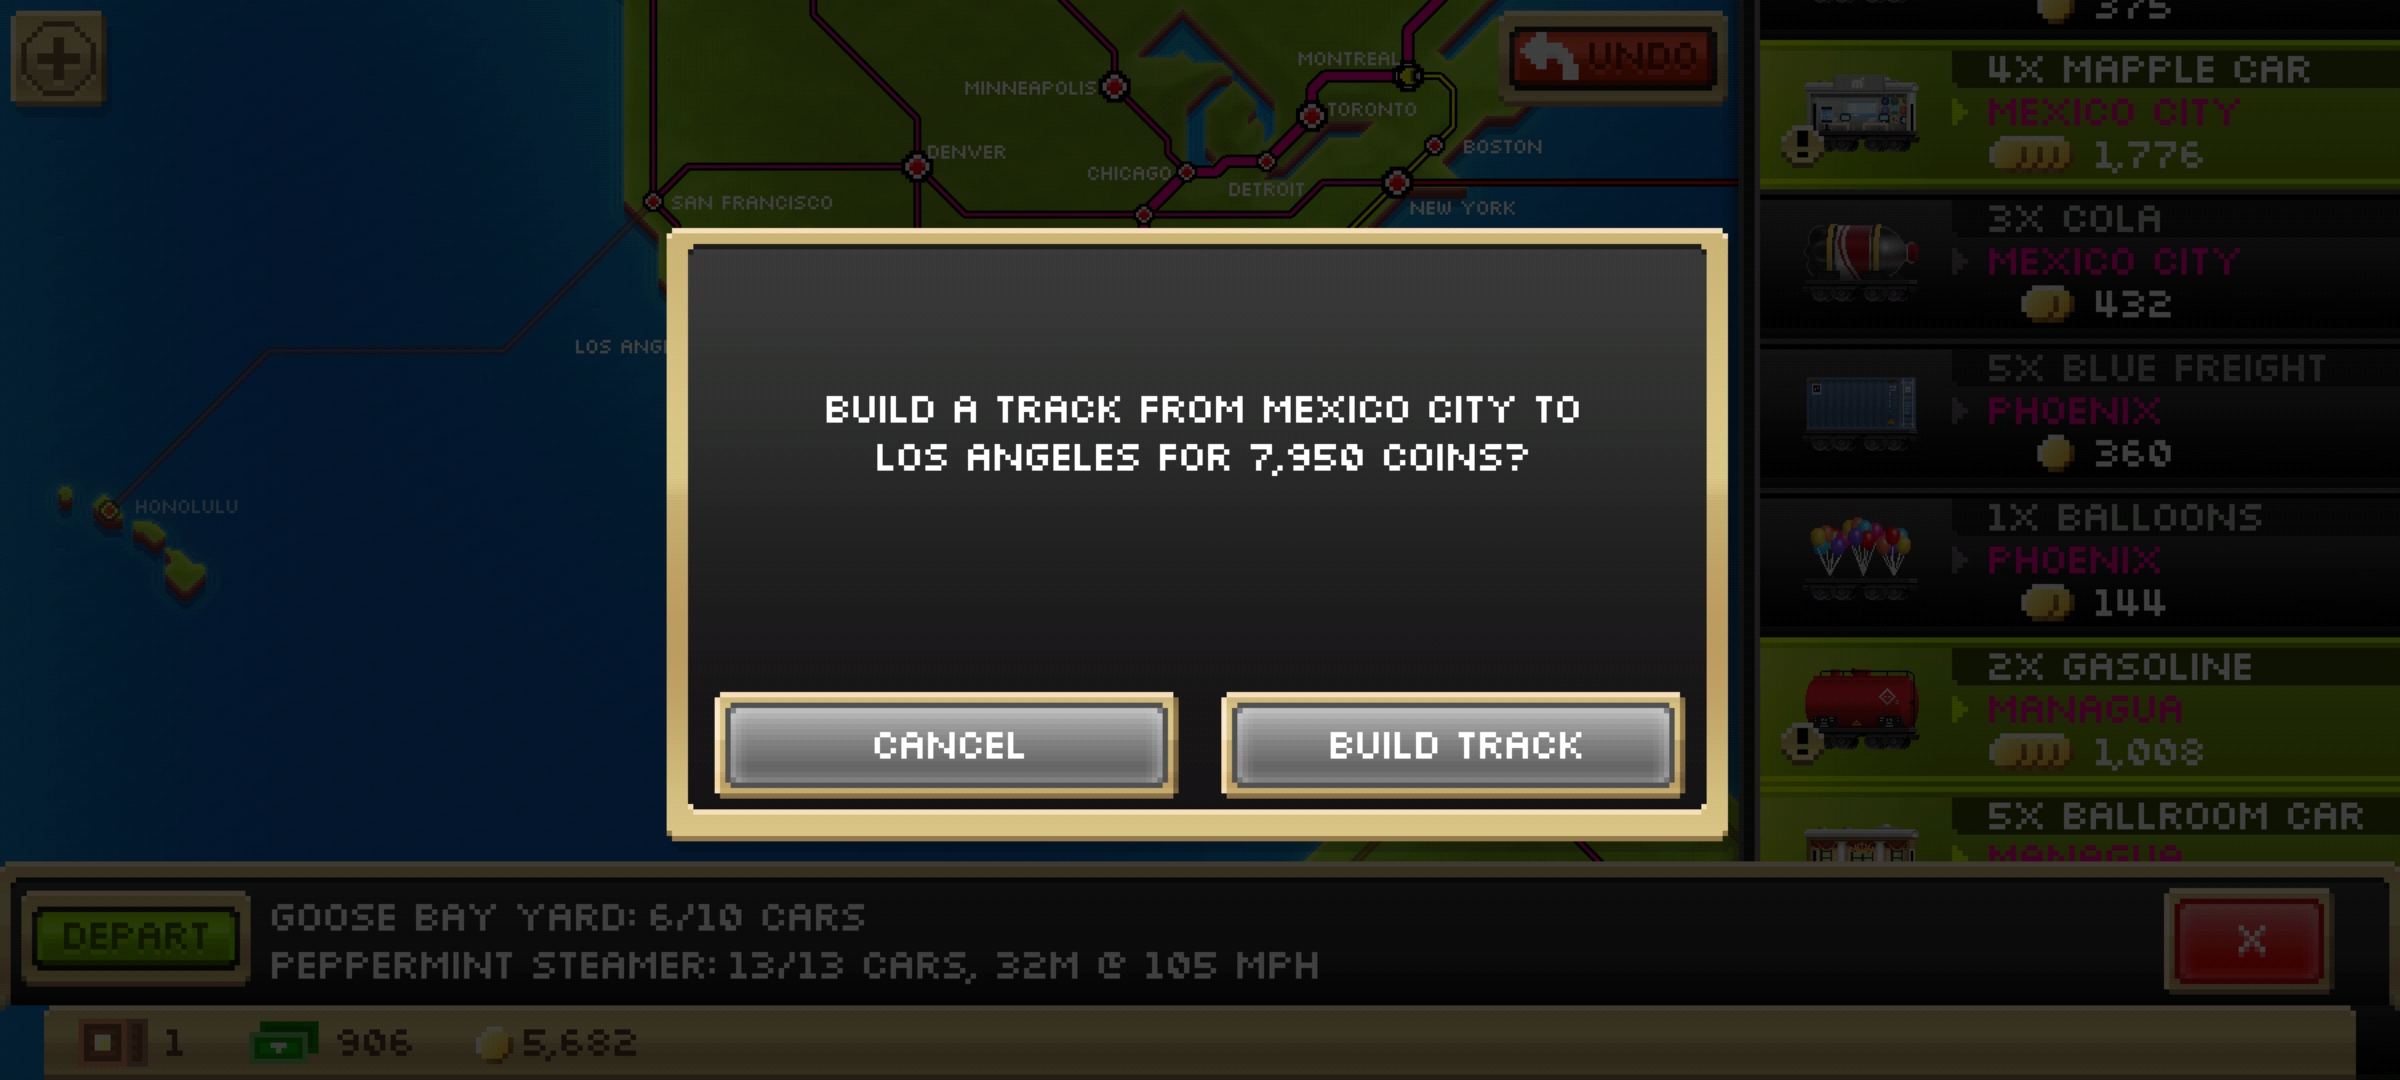 375
MONTREAL
UNDO
MINNEAPOLIS
TORONTO
DENVER
CHICAGO
BOSTON
DETROIT
SAN FRANCISCO
NEW YORK
LOS ANGE
HONOLULU
4X MAPPLE CAR
MEXICO CITY
1,776
3X COLA
MEXICO CITY
432
5X BLUE FREIGHT
PHOENIX
360
1X BALLOONS
PHOENIX
144
2X GASOLINE
MANAGUA
1,008
5X BALLROOM CAR
MANAGUA
BUILD A TRACK FROM MEXICO CITY TO
LOS ANGELES FOR 7,950 COINS?
CANCEL
BUILD TRACK
DEPART
GOOSE BAY YARD: 6/10 CARS
PEPPERMINT STEAMER: 13/13 CARS, 32M @ 105 MPH
X
1
906
5,682